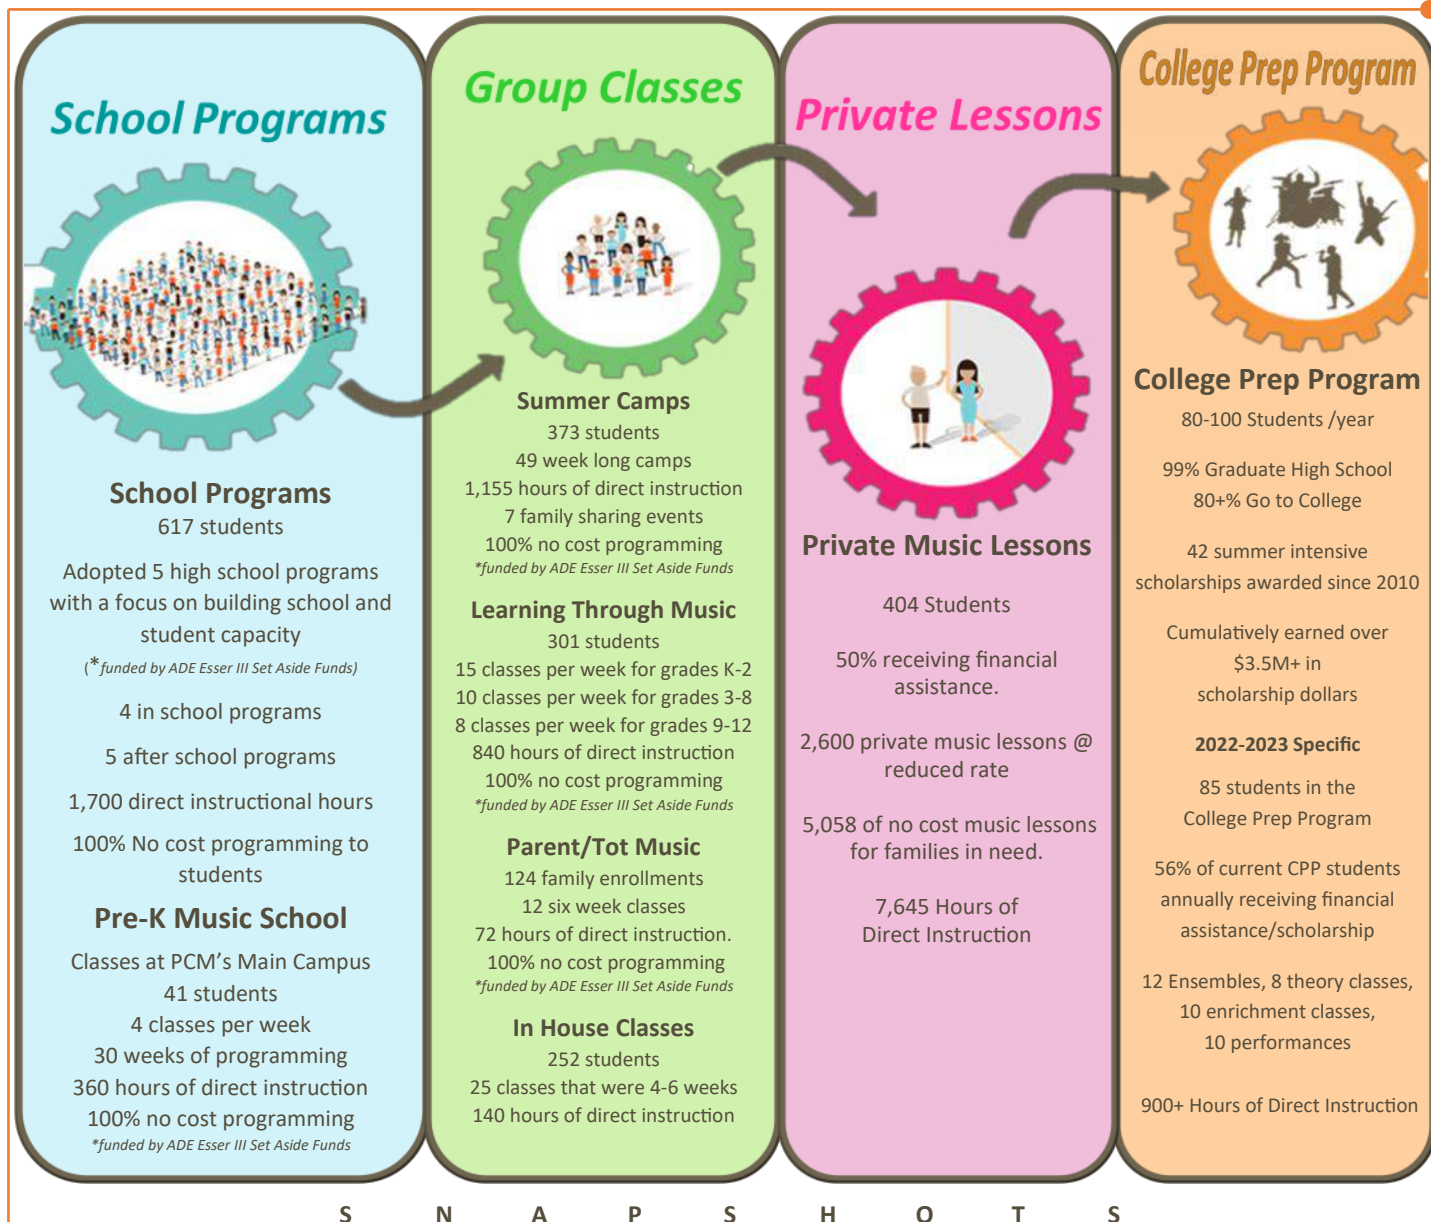 School Programs
School Programs
617 students
Adopted 5 high school programs
with a focus on building school and
student capacity
(*funded by ADE Esser III Set Aside Funds)
4 in school programs
5 after school programs
1,700 direct instructional hours
100% No cost programming to
students
Pre-K Music School
Classes at PCM's Main Campus
41 students
4 classes per week
30 weeks of programming
360 hours of direct instruction
100% no cost programming
*funded by ADE Esser III Set Aside Funds
Group Classes
Summer Camps
373 students
49 week long camps
1,155 hours of direct instruction
7 family sharing events
100% no cost programming
*funded by ADE Esser III Set Aside Funds
Learning Through Music
301 students
15 classes per week for grades K-2
10 classes per week for grades 3-8
8 classes per week for grades 9-12
840 hours of direct instruction
100% no cost programming
*funded by ADE Esser III Set Aside Funds
Parent/Tot Music
124 family enrollments
12 six week classes
72 hours of direct instruction.
100% no cost programming
*funded by ADE Esser III Set Aside Funds
In House Classes
252 students
25 classes that were 4-6 weeks
140 hours of direct instruction
Private Lessons
Private Music Lessons
404 Students
50% receiving financial
assistance.
2,600 private music lessons @
reduced rate
5,058 of no cost music lessons
for families in need.
7,645 Hours of
Direct Instruction
College Prep Program
College Prep Program
80-100 Students /year
99% Graduate High School
80+% Go to College
42 summer intensive
scholarships awarded since 2010
Cumulatively earned over
$3.5M+ in
scholarship dollars
2022-2023 Specific
85 students in the
College Prep Program
56% of current CPP students
annually receiving financial
assistance/scholarship
12 Ensembles, 8 theory classes,
10 enrichment classes,
10 performances
900+ Hours of Direct Instruction
S N A P S H O T S